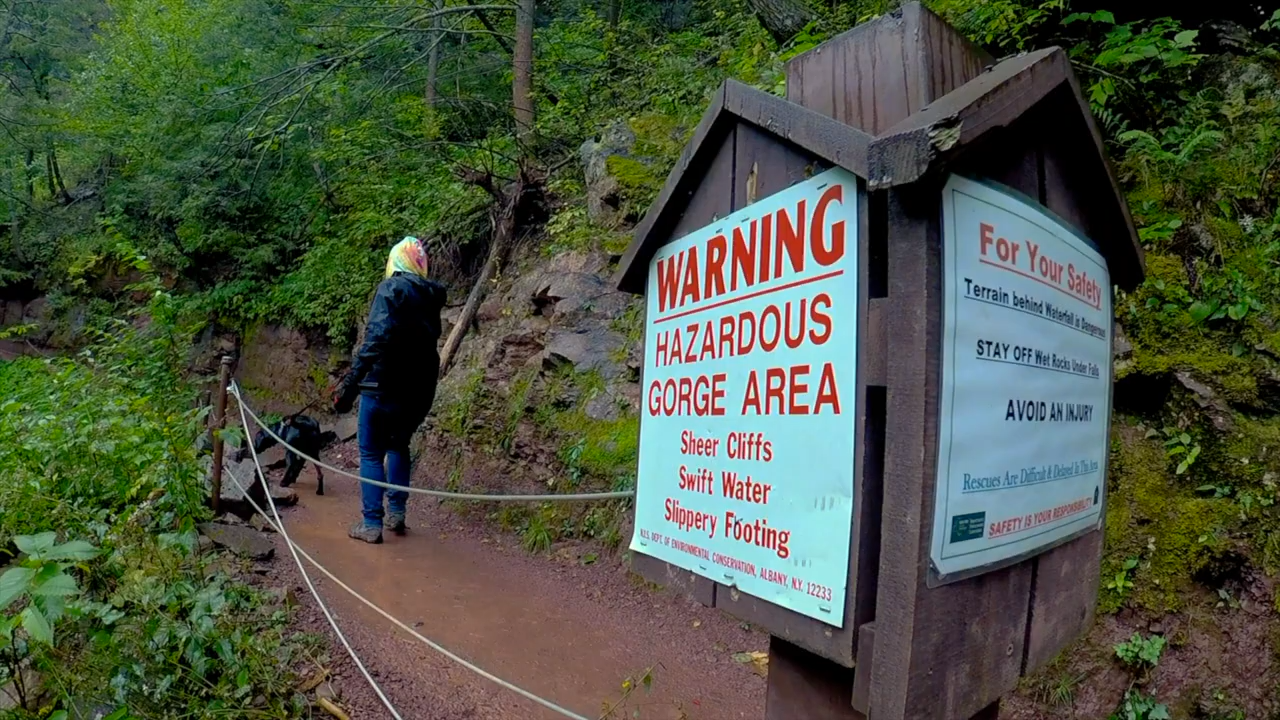 WARNING
HAZARDOUS
GORGE AREA
Sheer Cliffs
Swift Water
Slippery Footing
N.Y.S. DEPT. OF ENVIRONMENTAL CONSERVATION, ALBANY, N.Y. 12233
For Your Safety
Terrain behind Waterfall is Dangerous
STAY OFF Wet Rocks Under Falls
AVOID AN INJURY
Rescues Are Difficult & Delayed In This Area
SAFETY IS YOUR RESPONSIBILITY